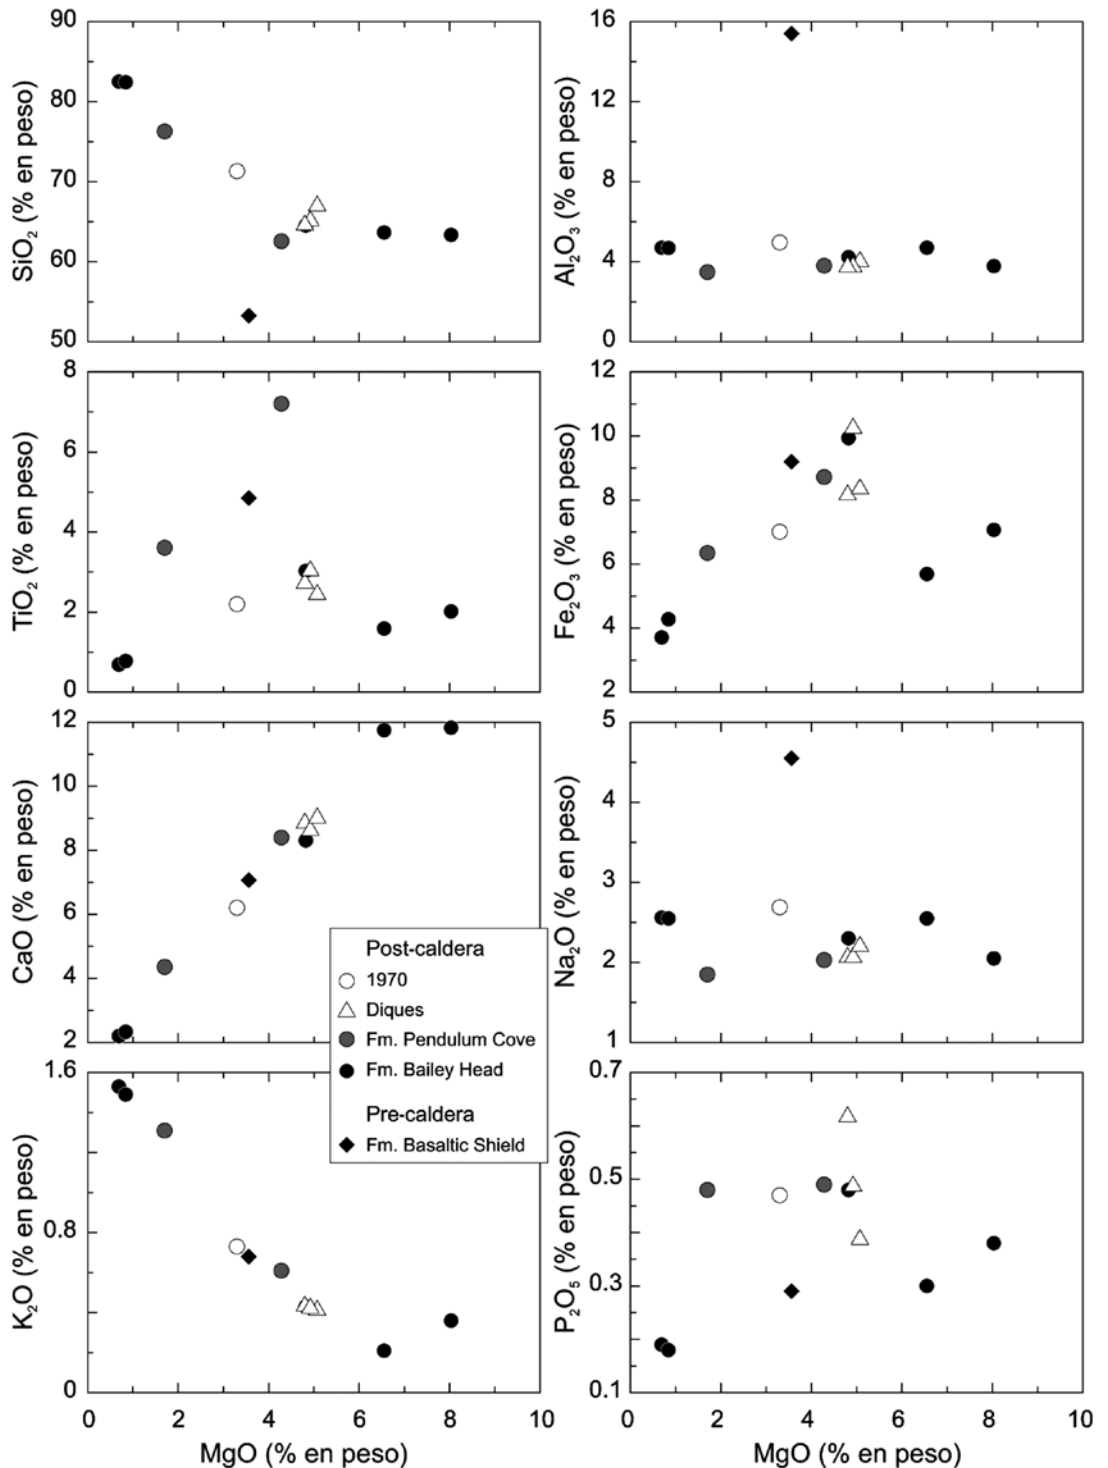 90
80
70
60
50
SiO₂ (% en peso)
16
12
8
4
0
Al₂O₃ (% en peso)
8
6
4
2
0
TiO₂ (% en peso)
12
10
8
6
4
2
Fe₂O₃ (% en peso)
12
10
8
6
4
2
CaO (% en peso)
5
4
3
2
1
Na₂O (% en peso)
Post-caldera
1970
Diques
Fm. Pendulum Cove
Fm. Bailey Head
Pre-caldera
Fm. Basaltic Shield
1.6
0.8
0
K₂O (% en peso)
0.7
0.5
0.3
0.1
P₂O₅ (% en peso)
0 2 4 6 8 10
MgO (% en peso)
0 2 4 6 8 10
MgO (% en peso)